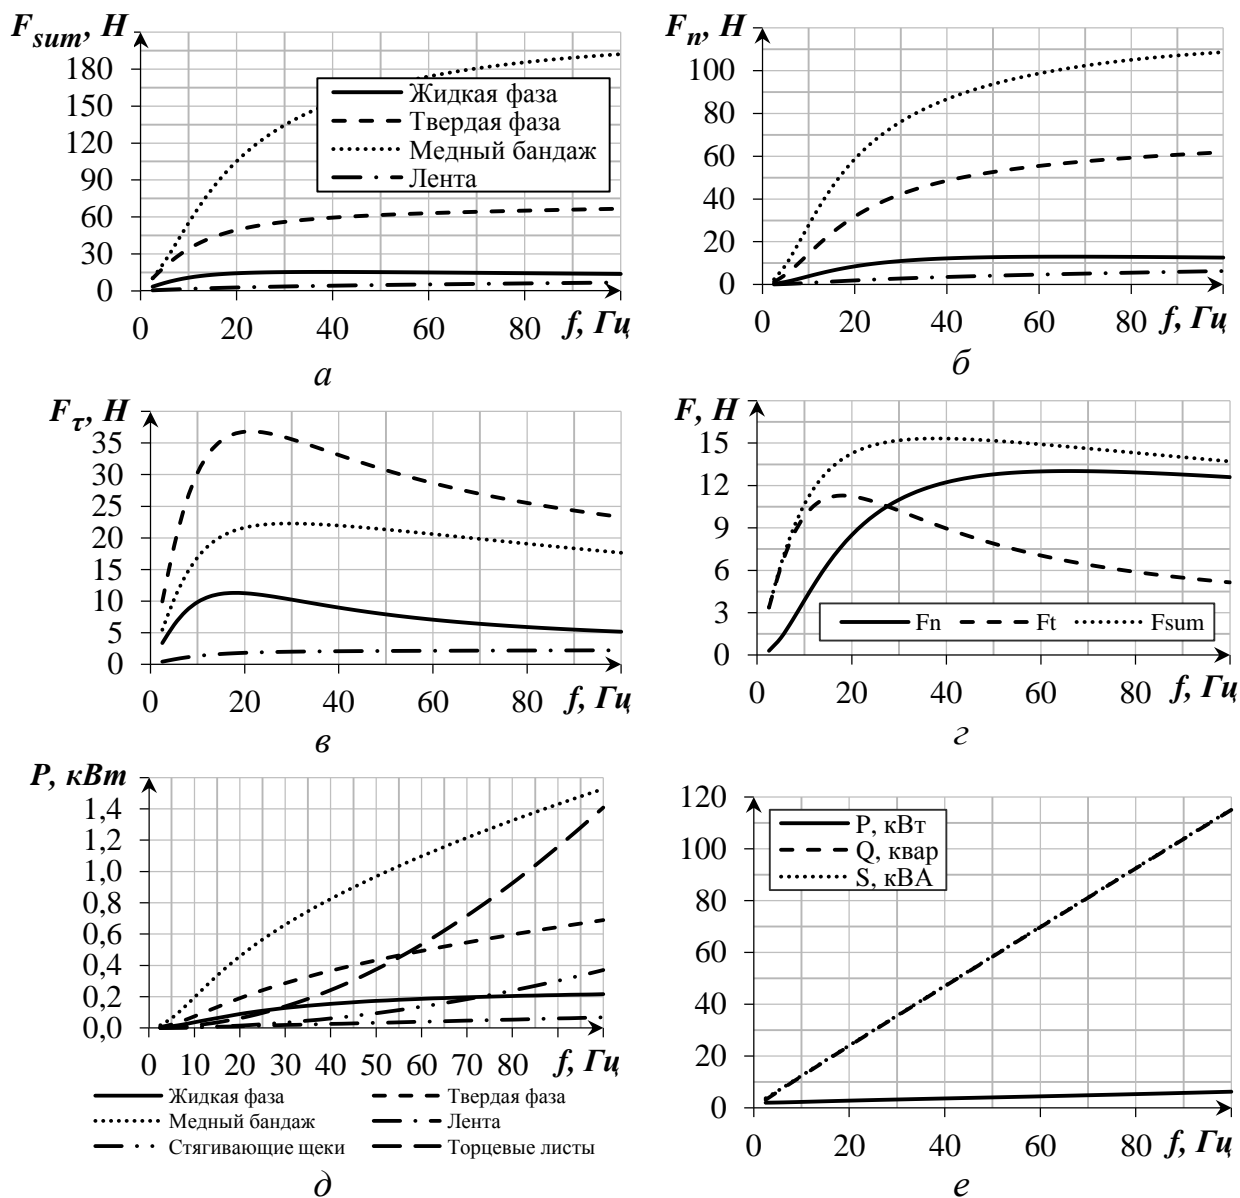 F_sum, Н
180
150
120
90
60
30
0
0 20 40 60 80 f, Гц
Жидкая фаза
Твердая фаза
Медный бандаж
Лента
а
F_n, Н
100
80
60
40
20
0
0 20 40 60 80 f, Гц
б
F_τ, Н
35
30
25
20
15
10
5
0
0 20 40 60 80 f, Гц
в
F, Н
15
12
9
6
3
0
0 20 40 60 80 f, Гц
Fn Ft Fsum
г
P, кВт
1,4
1,2
1,0
0,8
0,6
0,4
0,2
0,0
0 10 20 30 40 50 60 70 80 f, Гц
Жидкая фаза Твердая фаза
Медный бандаж Лента
Стягивающие щеки Торцевые листы
д
120
100
80
60
40
20
0
0 20 40 60 80 f, Гц
P, кВт
Q, квар
S, кВА
е